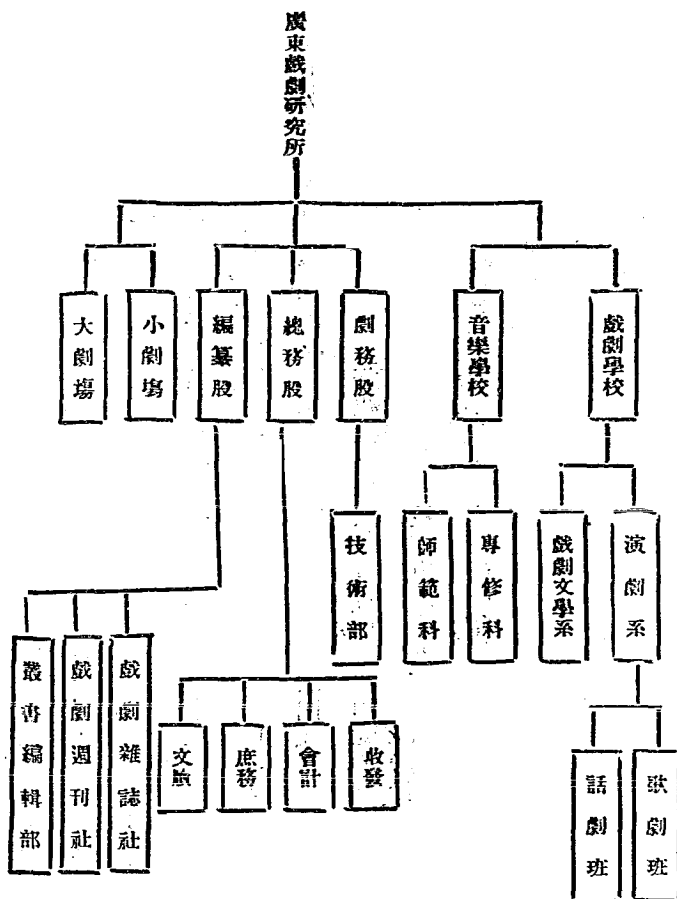 廣東戲劇研究所
戲劇學校
音樂學校
劇務股
總務股
編纂股
小劇塲
大劇塲
演劇系
戲劇文學系
專修科
師範科
技術部
戲劇雜誌社
戲劇週刊社
叢書編輯部
收發
會計
庶務
文
歌劇班
話劇班